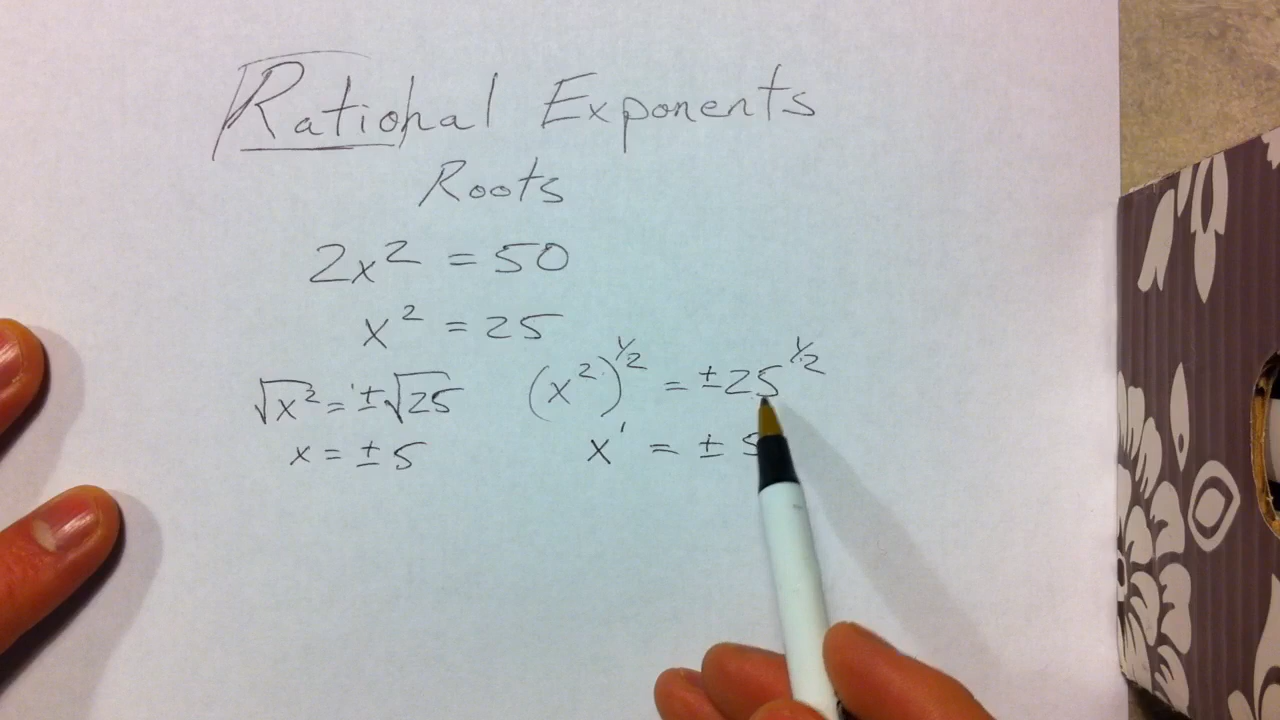 Rational Exponents
Roots
2x² = 50
x² = 25
√x² = ±√25
x = ±5
(x²)^½ = ±25^½
x¹ = ±5